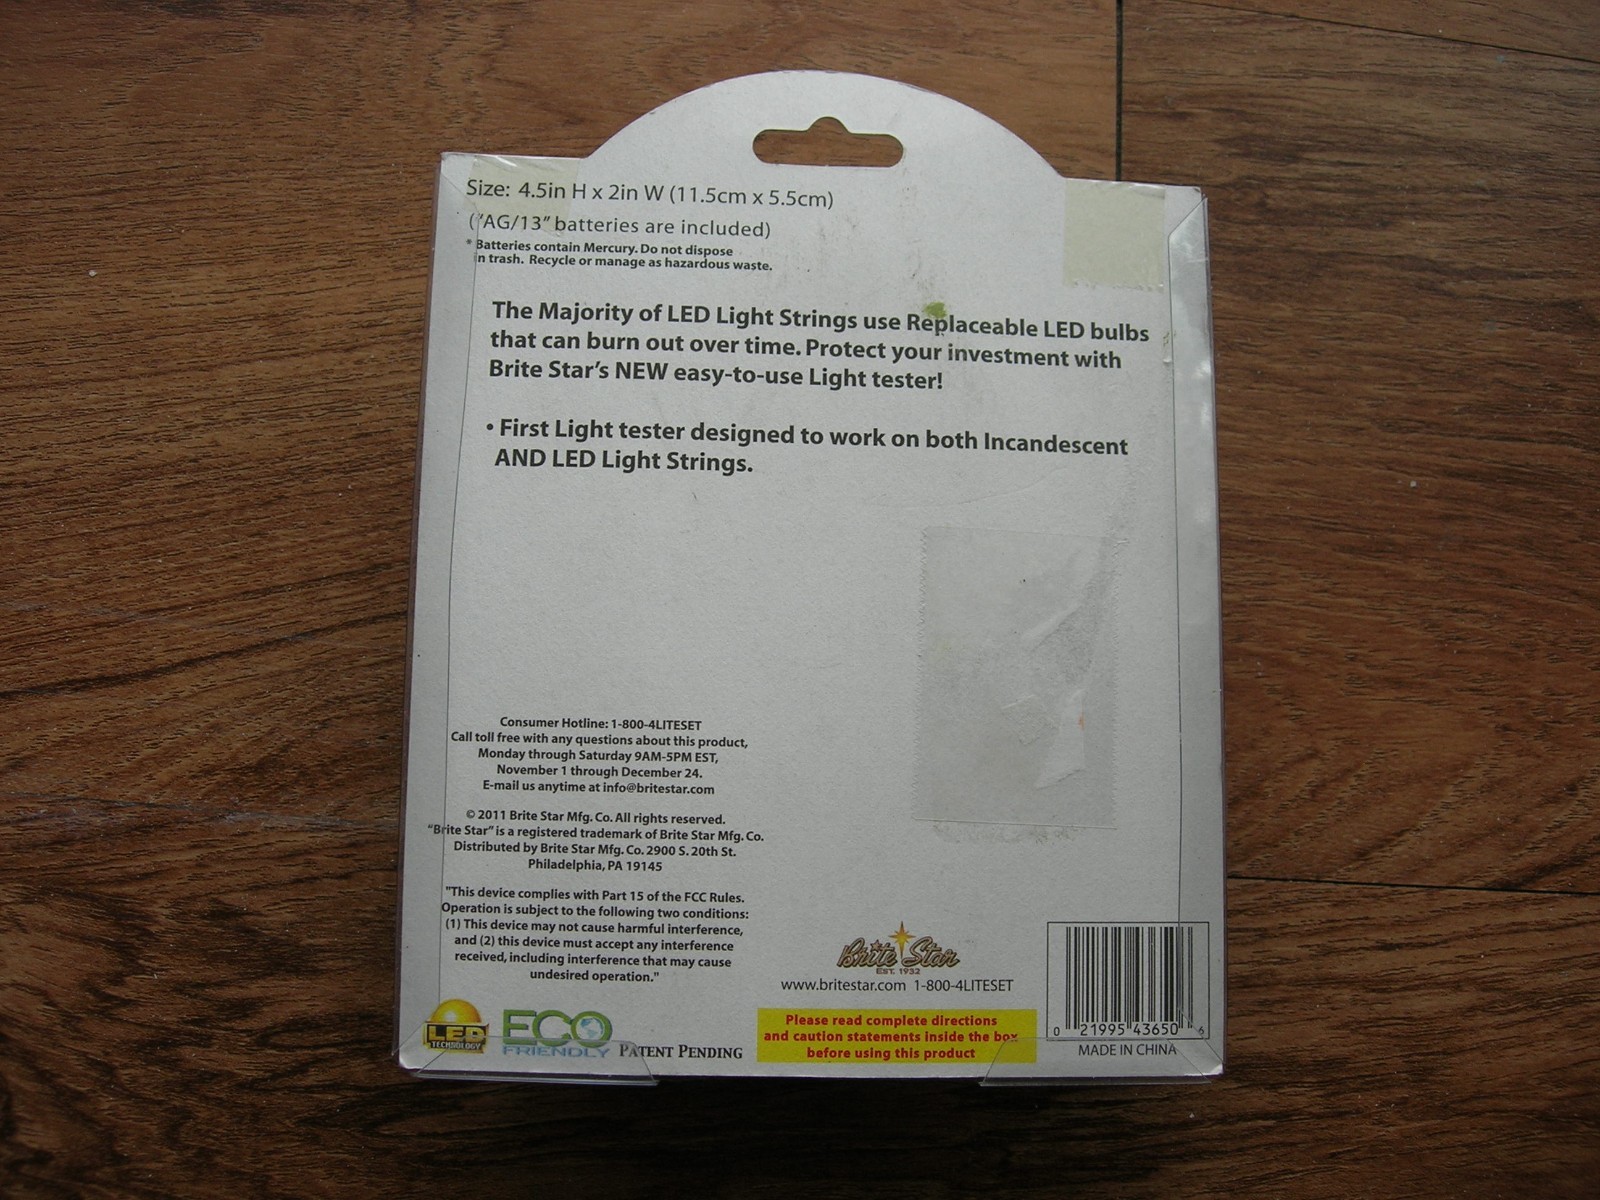 Size: 4.5in H x 2in W (11.5cm x 5.5cm)
("AG/13" batteries are included)
* Batteries contain Mercury. Do not dispose
in trash. Recycle or manage as hazardous waste.
The Majority of LED Light Strings use Replaceable LED bulbs
that can burn out over time. Protect your investment with
Brite Star's NEW easy-to-use Light tester!
• First Light tester designed to work on both Incandescent
AND LED Light Strings.
Consumer Hotline: 1-800-4LITESET
Call toll free with any questions about this product,
Monday through Saturday 9AM-5PM EST,
November 1 through December 24.
E-mail us anytime at info@britestar.com
© 2011 Brite Star Mfg. Co. All rights reserved.
"Brite Star" is a registered trademark of Brite Star Mfg. Co.
Distributed by Brite Star Mfg. Co. 2900 S. 20th St.
Philadelphia, PA 19145
"This device complies with Part 15 of the FCC Rules.
Operation is subject to the following two conditions:
(1) This device may not cause harmful interference,
and (2) this device must accept any interference
received, including interference that may cause
undesired operation."
LED
TECHNOLOGY
ECO
FRIENDLY
PATENT PENDING
Brite Star
EST. 1932
www.britestar.com 1-800-4LITESET
Please read complete directions
and caution statements inside the box
before using this product
0 21995 43650 6
MADE IN CHINA